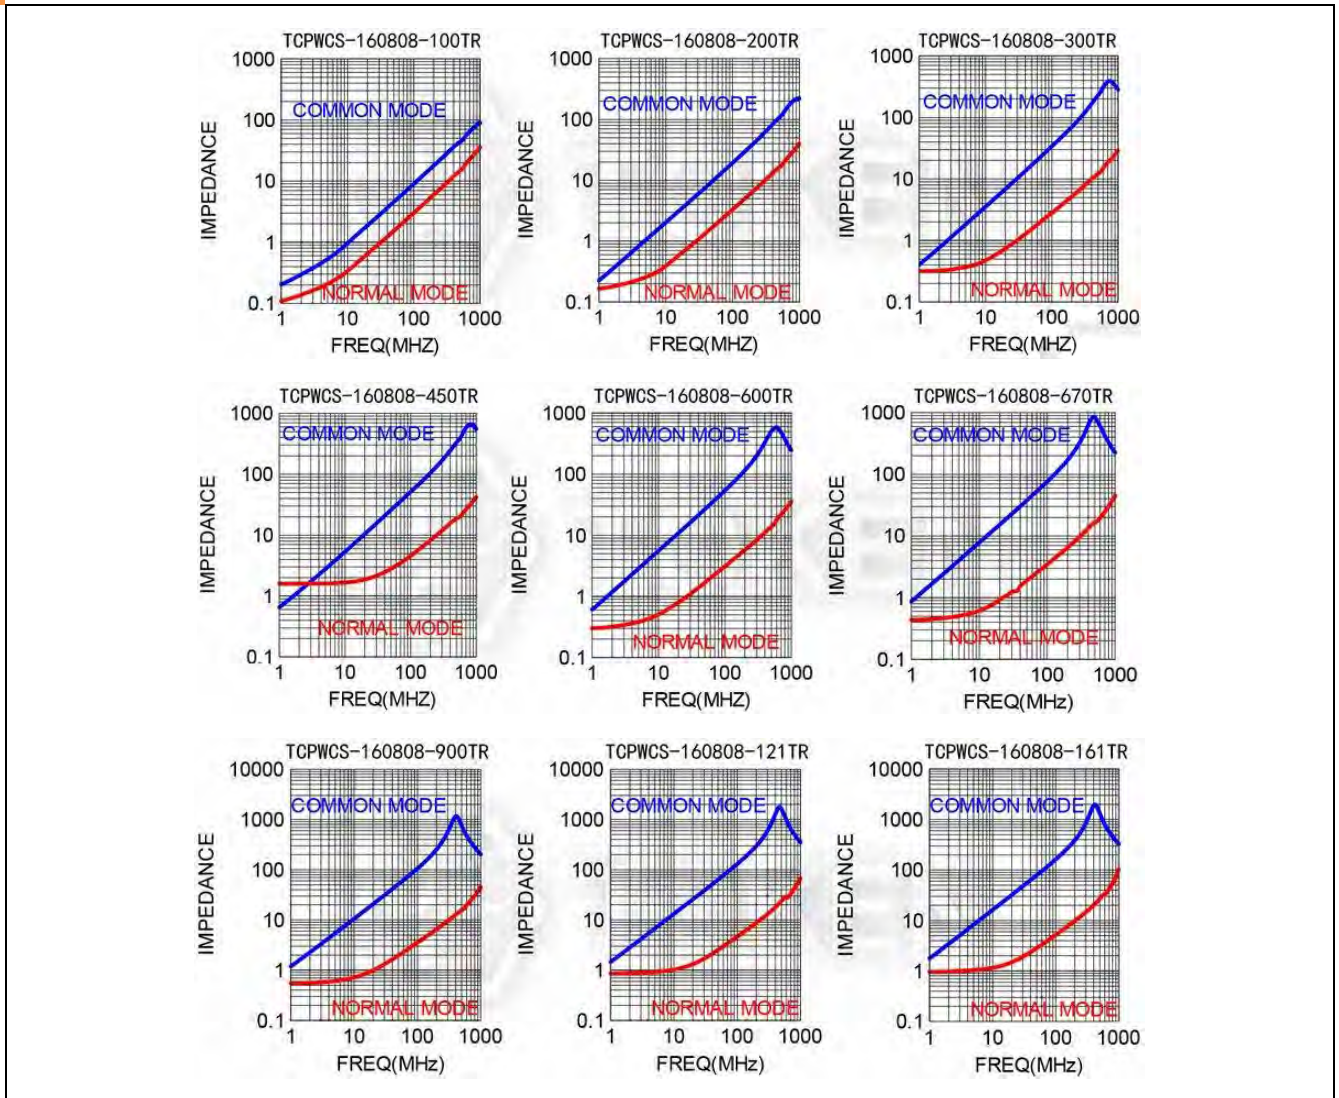 TCPWCS-160808-100TR
1000
COMMON MODE
100
IMPEDANCE
10
1
NORMAL MODE
0.1
1 10 100 1000
FREQ(MHZ)
TCPWCS-160808-200TR
1000
COMMON MODE
100
IMPEDANCE
10
1
NORMAL MODE
0.1
1 10 100 1000
FREQ(MHZ)
TCPWCS-160808-300TR
1000
COMMON MODE
100
IMPEDANCE
10
1
NORMAL MODE
0.1
1 10 100 1000
FREQ(MHZ)
TCPWCS-160808-450TR
1000
COMMON MODE
100
IMPEDANCE
10
1
NORMAL MODE
0.1
1 10 100 1000
FREQ(MHZ)
TCPWCS-160808-600TR
1000
COMMON MODE
100
IMPEDANCE
10
1
NORMAL MODE
0.1
1 10 100 1000
FREQ(MHZ)
TCPWCS-160808-670TR
1000
COMMON MODE
100
IMPEDANCE
10
1
NORMAL MODE
0.1
1 10 100 1000
FREQ(MHz)
TCPWCS-160808-900TR
10000
COMMON MODE
1000
IMPEDANCE
100
10
1
NORMAL MODE
0.1
1 10 100 1000
FREQ(MHz)
TCPWCS-160808-121TR
10000
COMMON MODE
1000
IMPEDANCE
100
10
1
NORMAL MODE
0.1
1 10 100 1000
FREQ(MHz)
TCPWCS-160808-161TR
10000
COMMON MODE
1000
IMPEDANCE
100
10
1
NORMAL MODE
0.1
1 10 100 1000
FREQ(MHz)